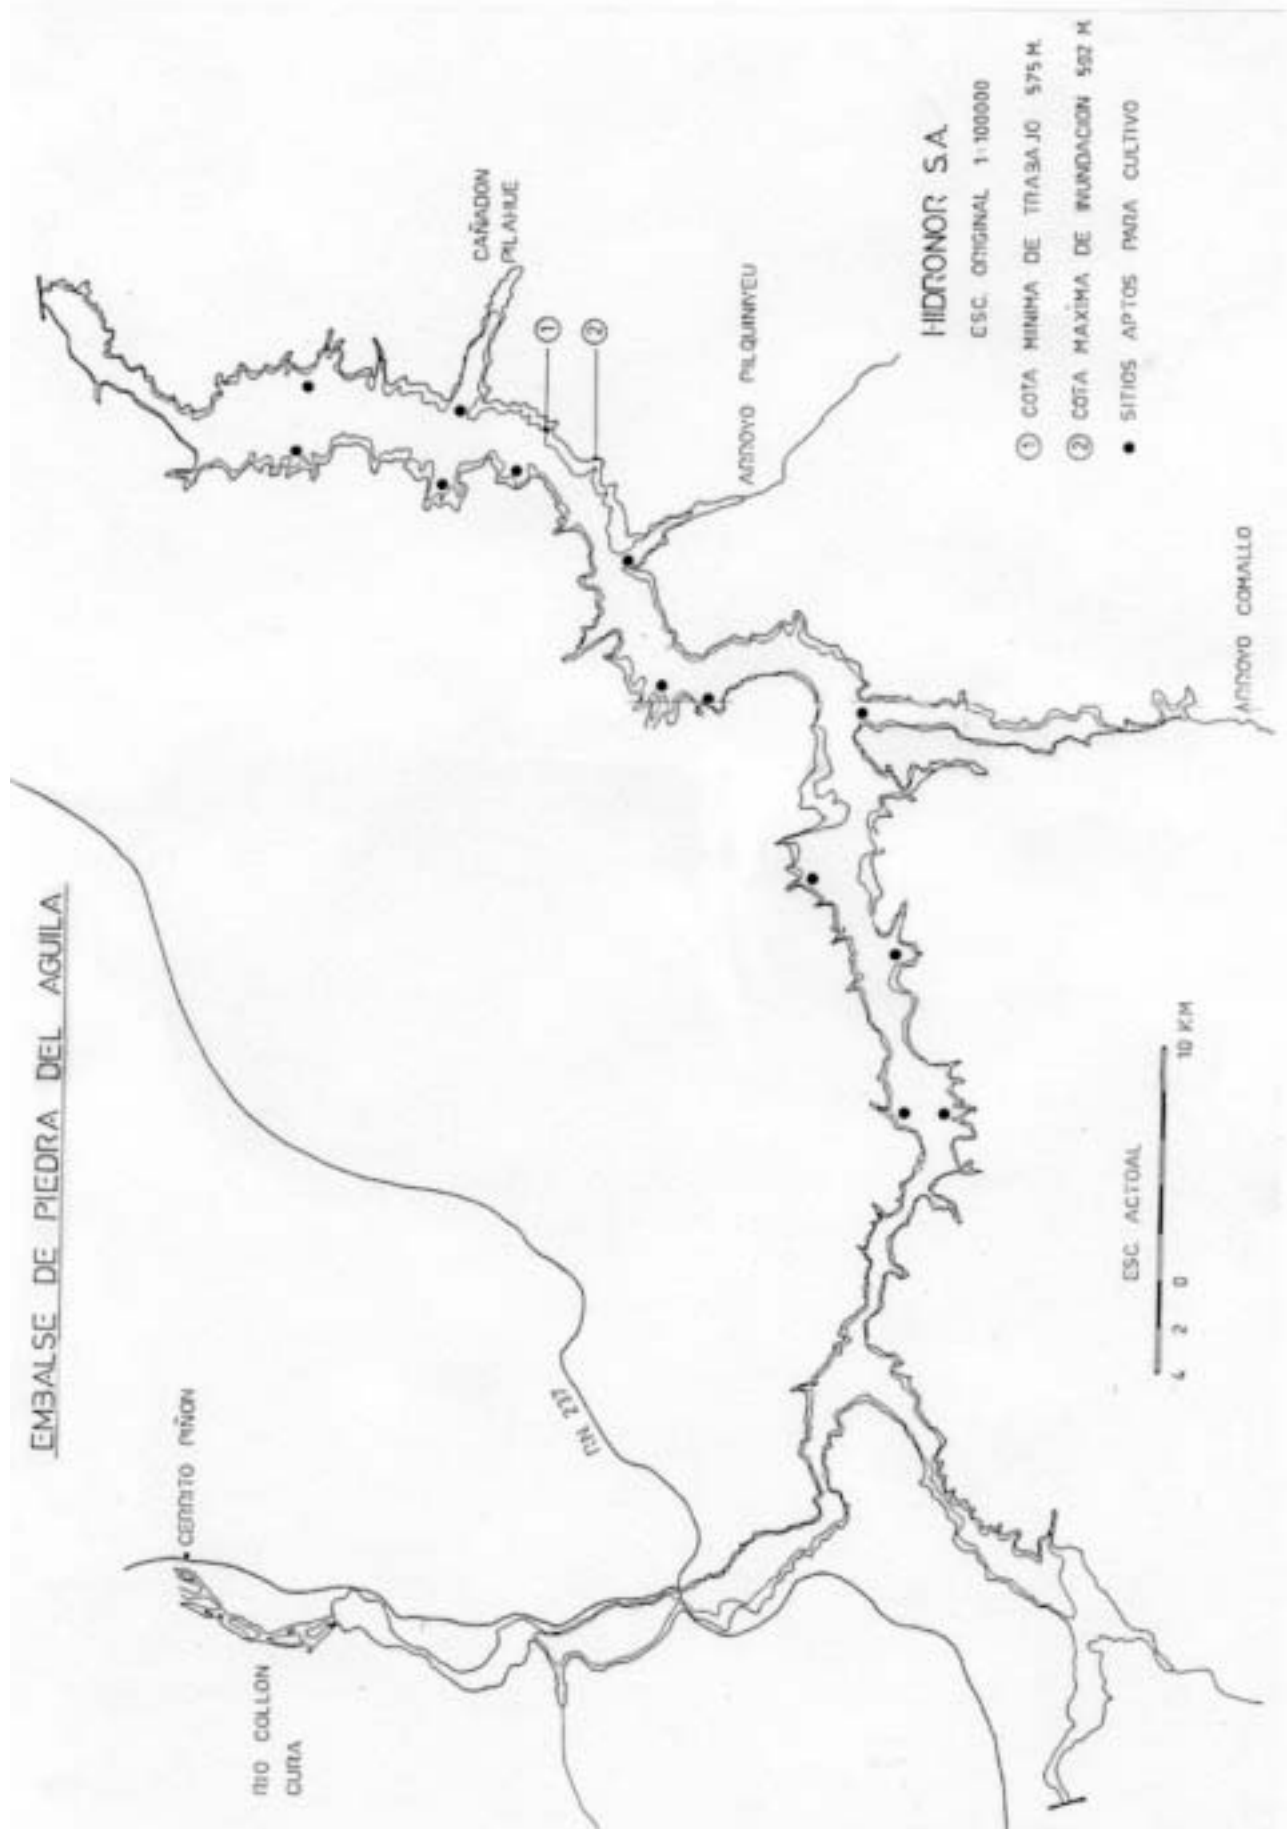 EMBALSE DE PIEDRA DEL AGUILA
CERRITO PIÑON
RIO COLLON
CURA
R.N. 237
CAÑADON
PILAHUE
1
2
ARROYO PILQUINIYEU
ARROYO COMALLO
HIDRONOR S.A.
ESC. ORIGINAL 1:100000
1 COTA MINIMA DE TRABAJO 575 M.
2 COTA MAXIMA DE INUNDACION 592 M
● SITIOS APTOS PARA CULTIVO
ESC. ACTUAL
4 2 0 10 KM